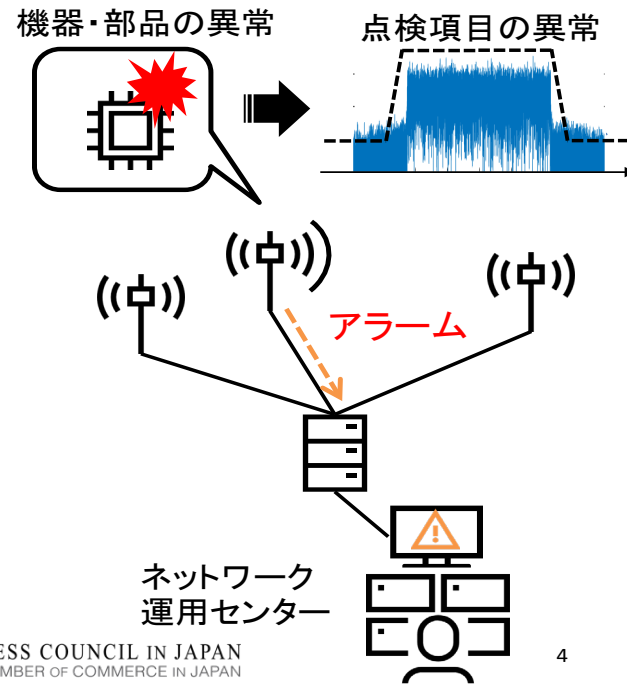 機器・部品の異常
点検項目の異常
アラーム
ネットワーク
運用センター
ESS COUNCIL IN JAPAN
MBER OF COMMERCE IN JAPAN
4